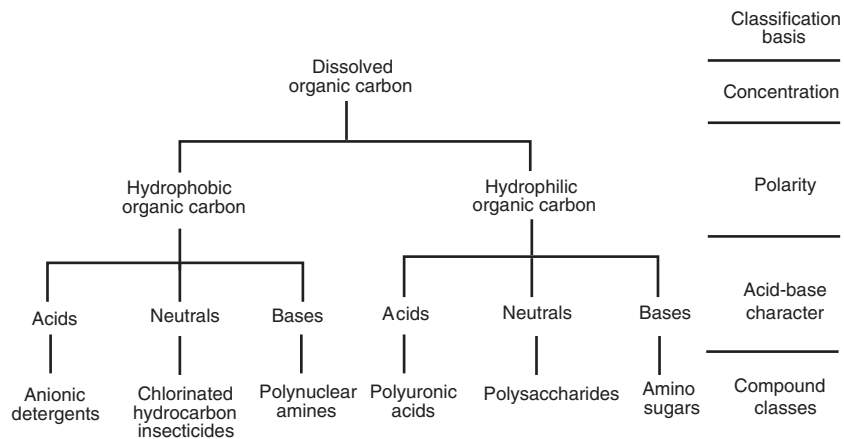 Classification
basis
Dissolved
organic carbon
Concentration
Hydrophobic
organic carbon
Hydrophilic
organic carbon
Polarity
Acids
Neutrals
Bases
Acids
Neutrals
Bases
Acid-base
character
Anionic
detergents
Chlorinated
hydrocarbon
insecticides
Polynuclear
amines
Polyuronic
acids
Polysaccharides
Amino
sugars
Compound
classes